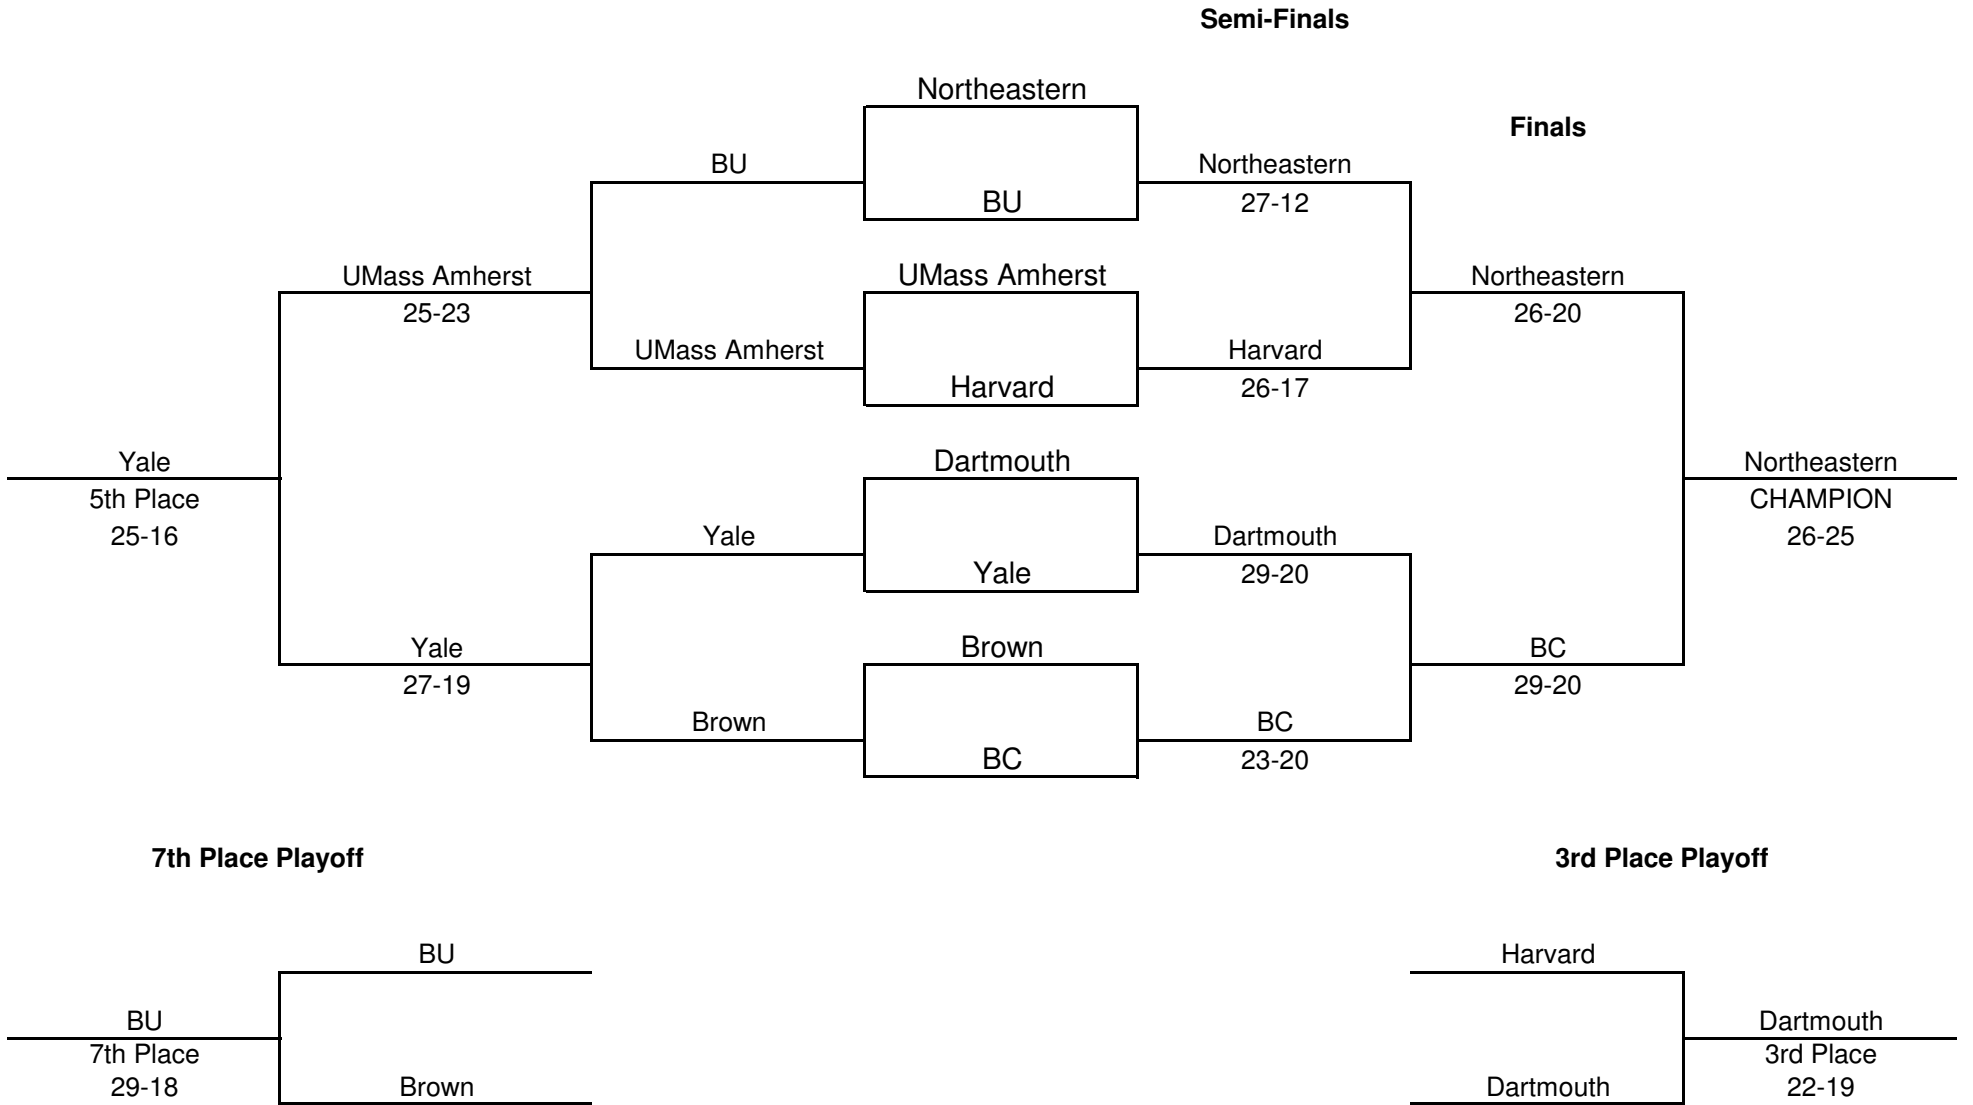 Semi-Finals
Northeastern
Finals
BU
Northeastern
BU
27-12
UMass Amherst
UMass Amherst
Northeastern
25-23
26-20
UMass Amherst
Harvard
Harvard
26-17
Yale
Dartmouth
Northeastern
5th Place
CHAMPION
25-16
Yale
Dartmouth
26-25
Yale
29-20
Yale
Brown
BC
27-19
29-20
Brown
BC
BC
23-20
7th Place Playoff
3rd Place Playoff
BU
Harvard
BU
Dartmouth
7th Place
3rd Place
29-18
Brown
Dartmouth
22-19